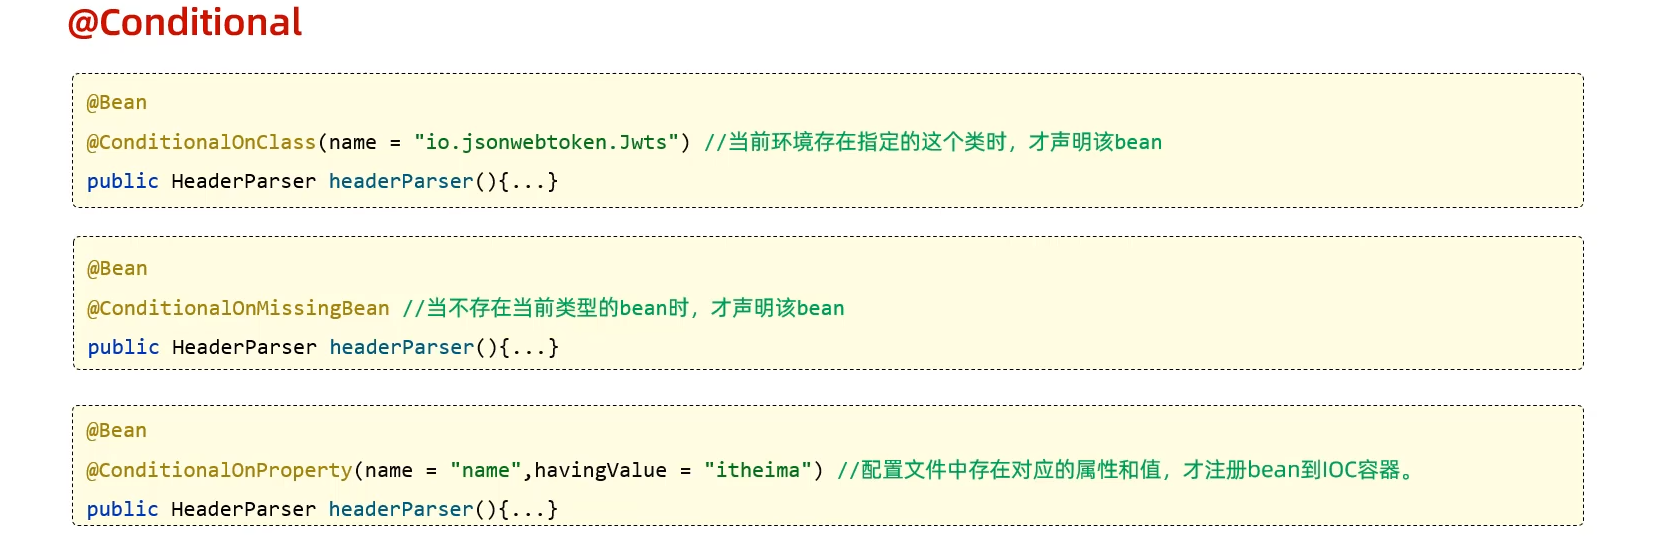 @Conditional
@Bean
@ConditionalOnClass(name = "io.jsonwebtoken.Jwts") //当前环境存在指定的这个类时，才声明该bean
public HeaderParser headerParser(){...}
@Bean
@ConditionalOnMissingBean //当不存在当前类型的bean时，才声明该bean
public HeaderParser headerParser(){...}
@Bean
@ConditionalOnProperty(name = "name",havingValue = "itheima") //配置文件中存在对应的属性和值，才注册bean到IOC容器。
public HeaderParser headerParser(){...}